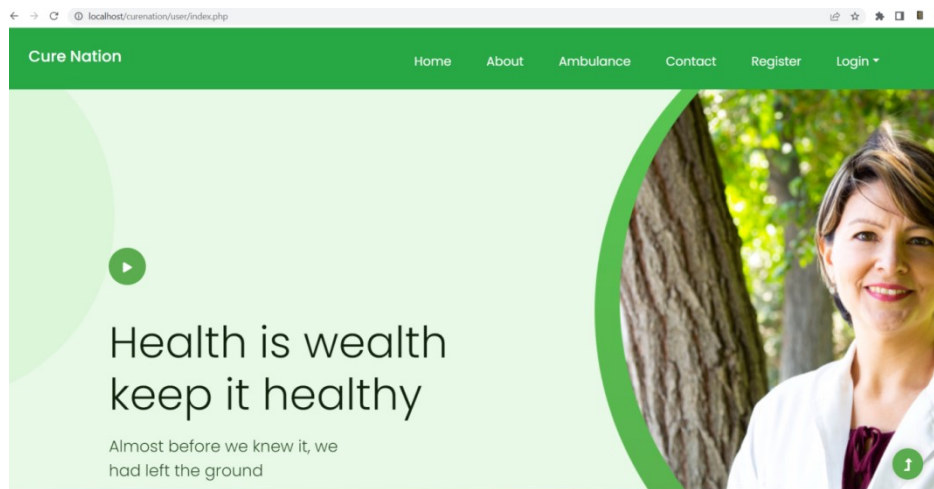 localhost/curenation/user/index.php
Cure Nation
Home About Ambulance Contact Register Login
Health is wealth
keep it healthy
Almost before we knew it, we
had left the ground